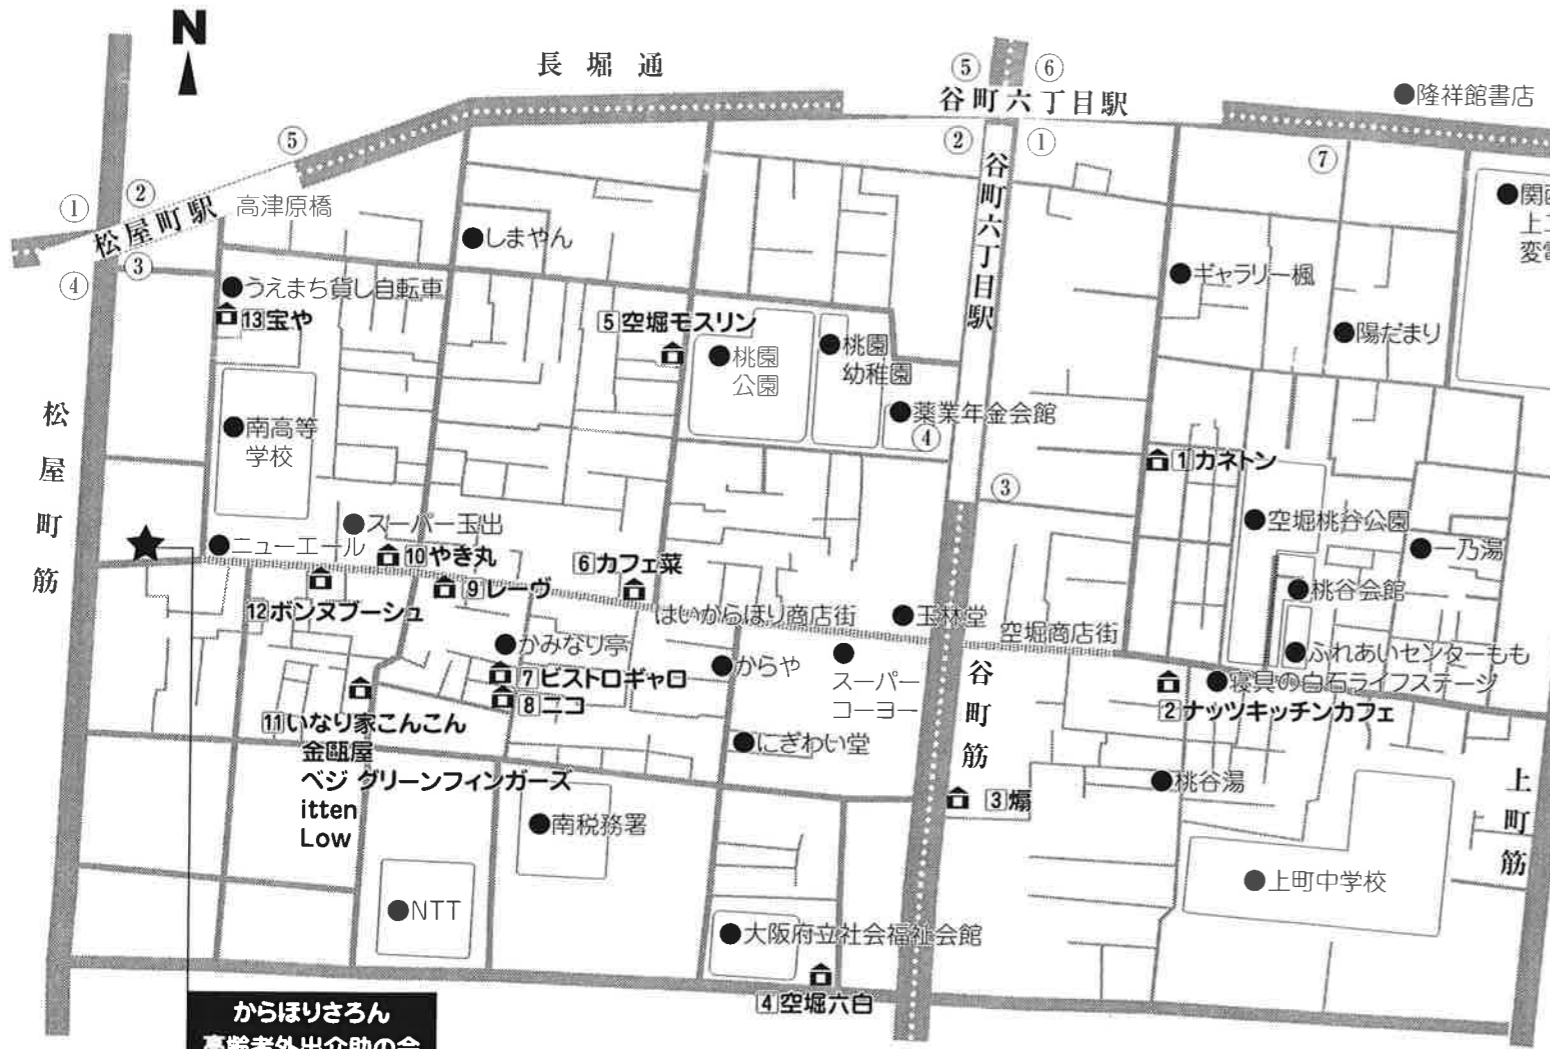 N
長堀通
⑤
⑥
谷町六丁目駅
●隆祥館書店
②
①
⑦
谷町六丁目駅
⑤
②
①
松屋町駅
高津原橋
③
④
●しまやん
●関西
上二
変電
●ギャラリー楓
●うえまち貸し自転車
13宝や
5空堀モスリン
●桃園
公園
●桃園
幼稚園
●陽だまり
●薬業年金会館
④
松屋町筋
●南高等
学校
1カネトン
③
●空堀桃谷公園
●一乃湯
●スーパー玉出
★
●ニューエール
10やき丸
6カフェ菜
9レーヴ
●桃谷会館
12ボンヌブーシュ
はいからほり商店街
●玉林堂
空堀商店街
●かみなり亭
●からや
●
スーパー
コーヨー
●ふれあいセンターもも
7ビストロギャロ
8ニコ
谷町筋
●寝具の白石ライフステージ
2ナッツキッチンカフェ
11いなり家こんこん
金甌屋
ベジ グリーンフィンガーズ
itten
Low
●にぎわい堂
●桃谷湯
3煽
上町筋
●南税務署
●上町中学校
●NTT
●大阪府立社会福祉会館
4空堀六白
からほりさろん
高齢者外出介助の会